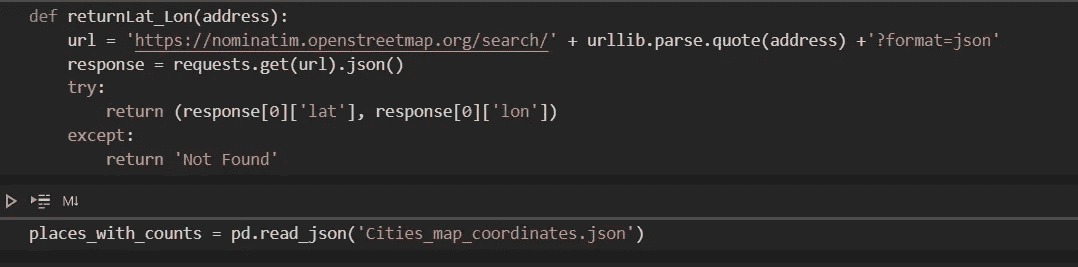 def returnLat_Lon(address):
    url = 'https://nominatim.openstreetmap.org/search/' + urllib.parse.quote(address) +'?format=json'
    response = requests.get(url).json()
    try:
        return (response[0]['lat'], response[0]['lon'])
    except:
        return 'Not Found'
M↓
places_with_counts = pd.read_json('Cities_map_coordinates.json')